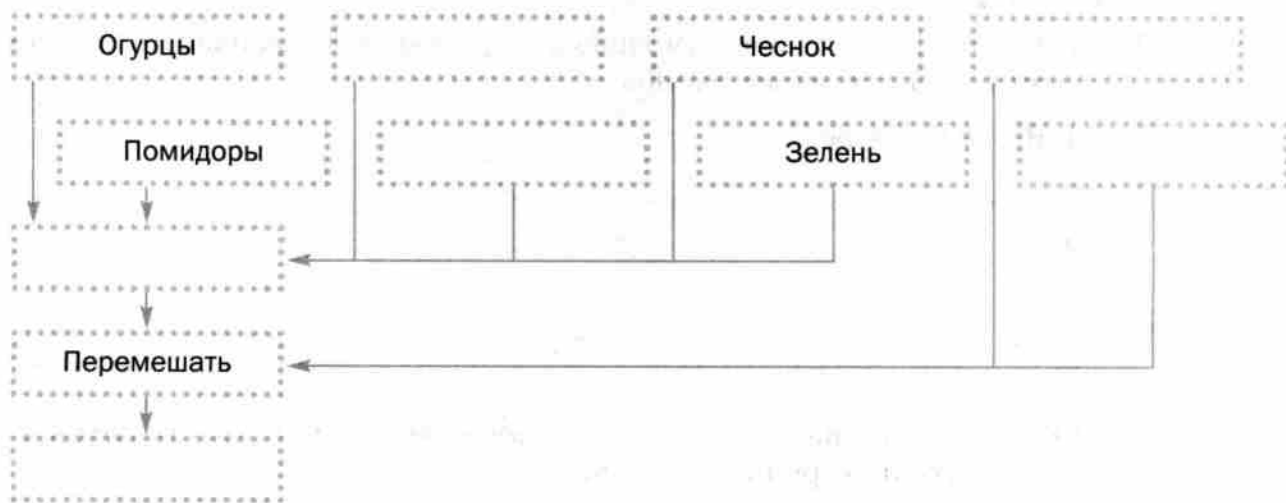 Огурцы
Чеснок
Помидоры
Зелень
Перемешать